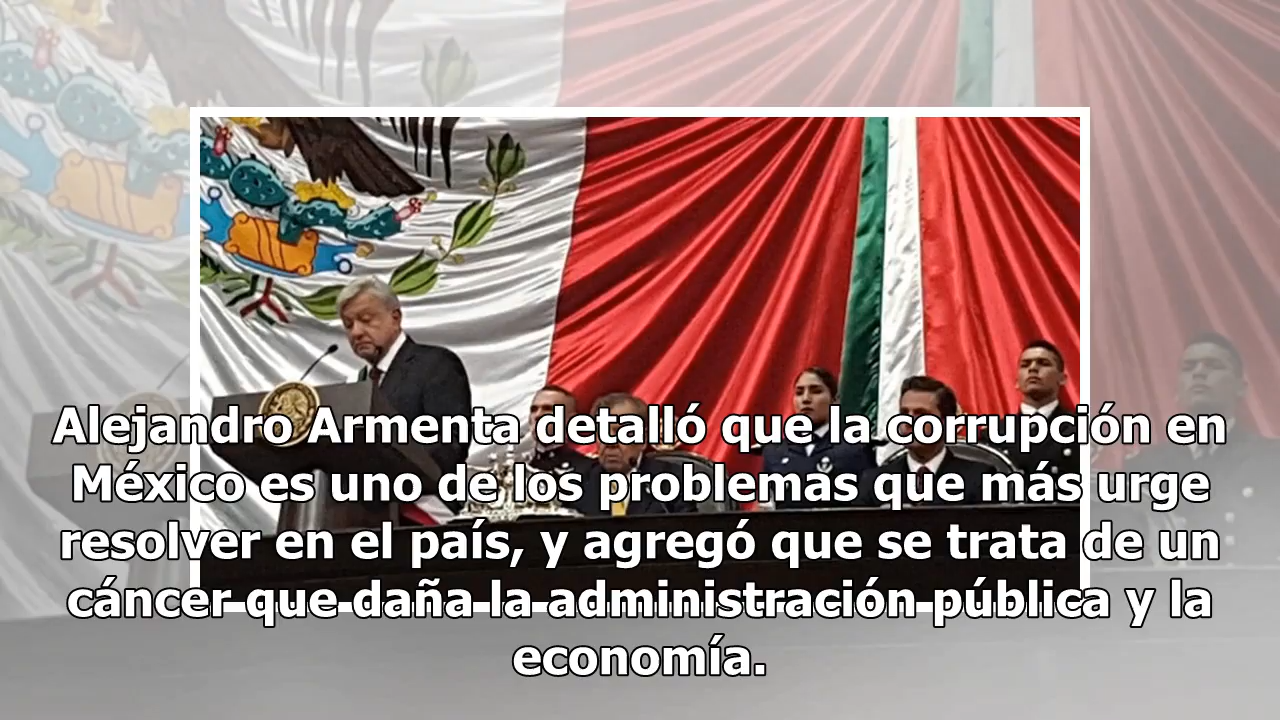 Alejandro Armenta detalló que la corrupción en
México es uno de los problemas que más urge
resolver en el país, y agregó que se trata de un
cáncer que daña la administración pública y la
economía.